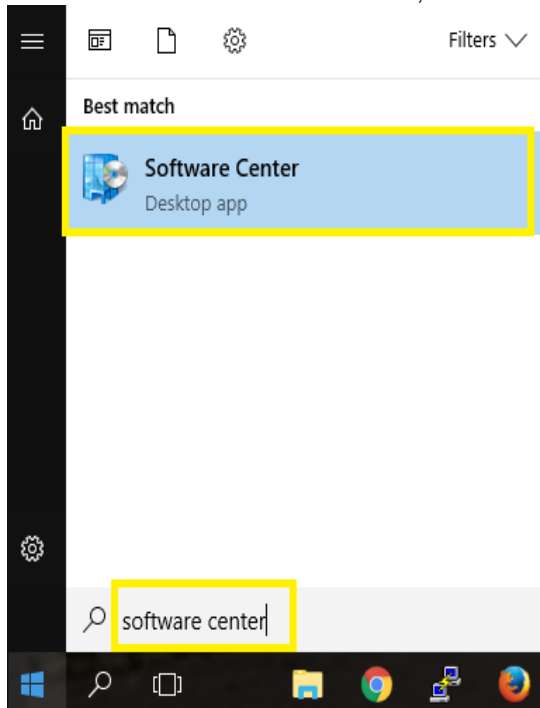 Filters
Best match
Software Center
Desktop app
software center